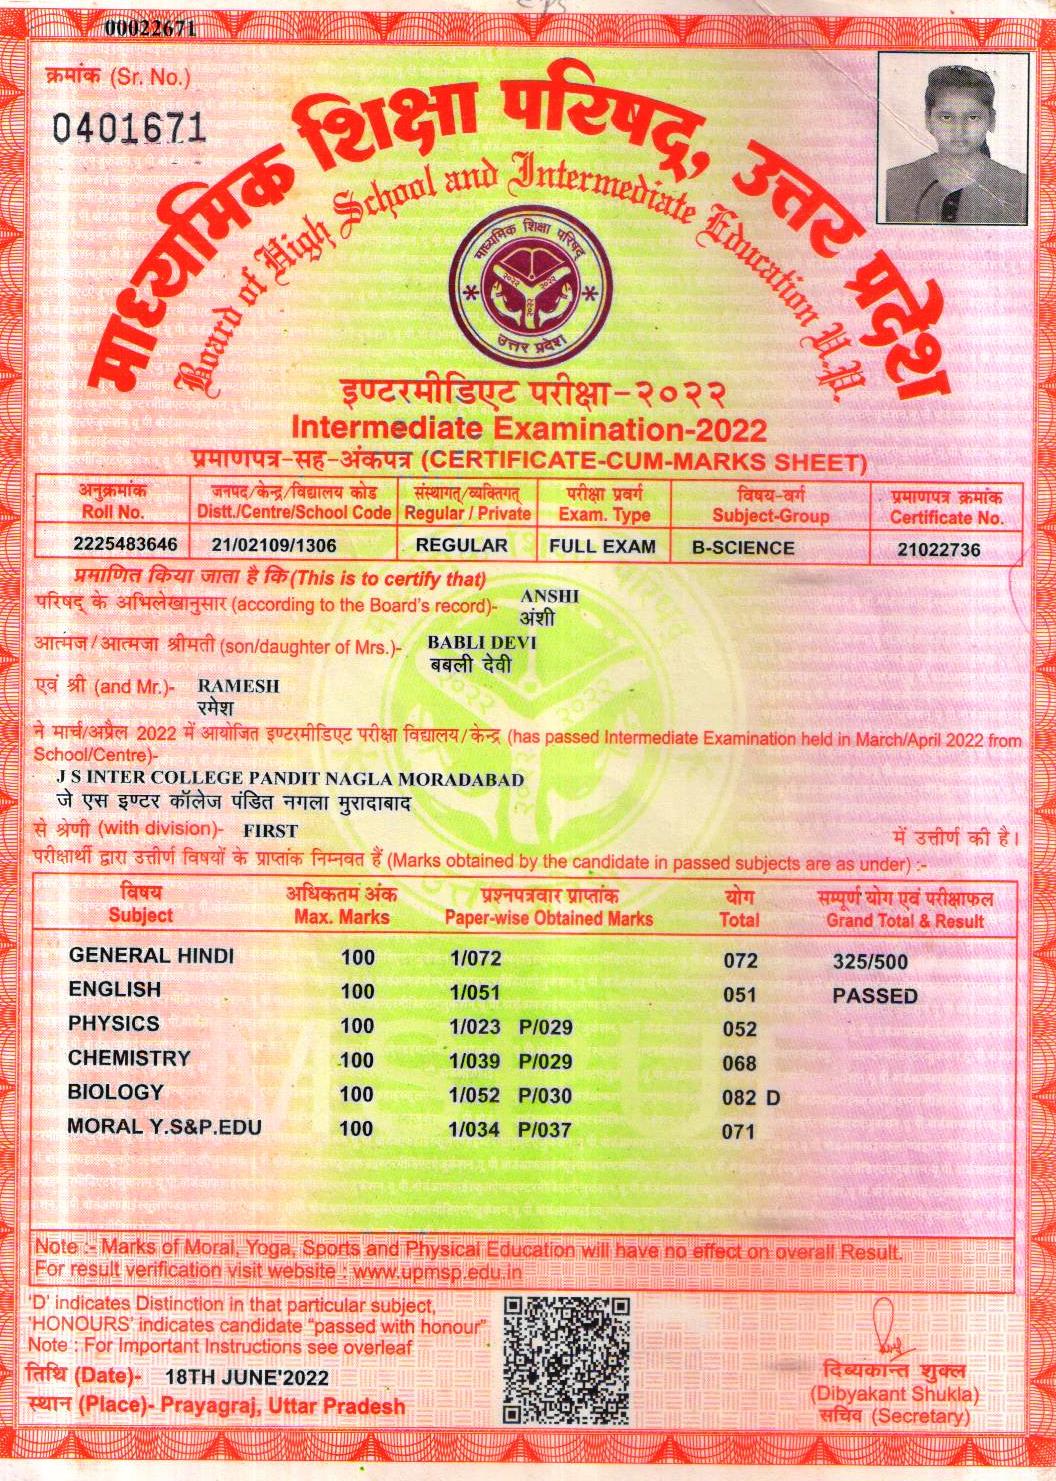 00022671
क्रमांक (Sr. No.)
0401671
माध्यमिक शिक्षा परिषद्, उत्तर प्रदेश
Board of High School and Intermediate Education U.P.
माध्यमिक शिक्षा परिषद्
२०२२ २०२२
२०२२
उत्तर प्रदेश
इण्टरमीडिएट परीक्षा-२०२२
Intermediate Examination-2022
प्रमाणपत्र-सह-अंकपत्र (CERTIFICATE-CUM-MARKS SHEET)
अनुक्रमांक जनपद/केन्द्र/विद्यालय कोड संस्थागत्/व्यक्तिगत् परीक्षा प्रवर्ग विषय-वर्ग प्रमाणपत्र क्रमांक
Roll No. Distt./Centre/School Code Regular / Private Exam. Type Subject-Group Certificate No.
2225483646 21/02109/1306 REGULAR FULL EXAM B-SCIENCE 21022736
प्रमाणित किया जाता है कि (This is to certify that)
परिषद् के अभिलेखानुसार (according to the Board's record)- ANSHI
अंशी
आत्मज/आत्मजा श्रीमती (son/daughter of Mrs.)- BABLI DEVI
बबली देवी
एवं श्री (and Mr.)- RAMESH
रमेश
ने मार्च/अप्रैल 2022 में आयोजित इण्टरमीडिएट परीक्षा विद्यालय/केन्द्र (has passed Intermediate Examination held in March/April 2022 from
School/Centre)-
J S INTER COLLEGE PANDIT NAGLA MORADABAD
जे एस इण्टर कॉलेज पंडित नगला मुरादाबाद
से श्रेणी (with division)- FIRST में उत्तीर्ण की है।
परीक्षार्थी द्वारा उत्तीर्ण विषयों के प्राप्तांक निम्नवत हैं (Marks obtained by the candidate in passed subjects are as under) :-
विषय अधिकतम अंक प्रश्नपत्रवार प्राप्तांक योग सम्पूर्ण योग एवं परीक्षाफल
Subject Max. Marks Paper-wise Obtained Marks Total Grand Total & Result
GENERAL HINDI 100 1/072 072 325/500
ENGLISH 100 1/051 051 PASSED
PHYSICS 100 1/023 P/029 052
CHEMISTRY 100 1/039 P/029 068
BIOLOGY 100 1/052 P/030 082 D
MORAL Y.S&P.EDU 100 1/034 P/037 071
Note :- Marks of Moral, Yoga, Sports and Physical Education will have no effect on overall Result.
For result verification visit website : www.upmsp.edu.in
'D' indicates Distinction in that particular subject,
'HONOURS' indicates candidate "passed with honour"
Note : For Important Instructions see overleaf
तिथि (Date)- 18TH JUNE'2022
स्थान (Place)- Prayagraj, Uttar Pradesh
दिब्यकान्त शुक्ल
(Dibyakant Shukla)
सचिव (Secretary)